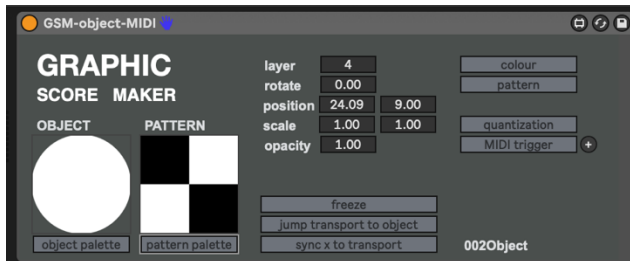 GSM-object-MIDI
GRAPHIC
SCORE MAKER
OBJECT PATTERN
object palette pattern palette
layer 4
rotate 0.00
position 24.09 9.00
scale 1.00 1.00
opacity 1.00
freeze
jump transport to object
sync x to transport
colour
pattern
quantization
MIDI trigger +
002Object